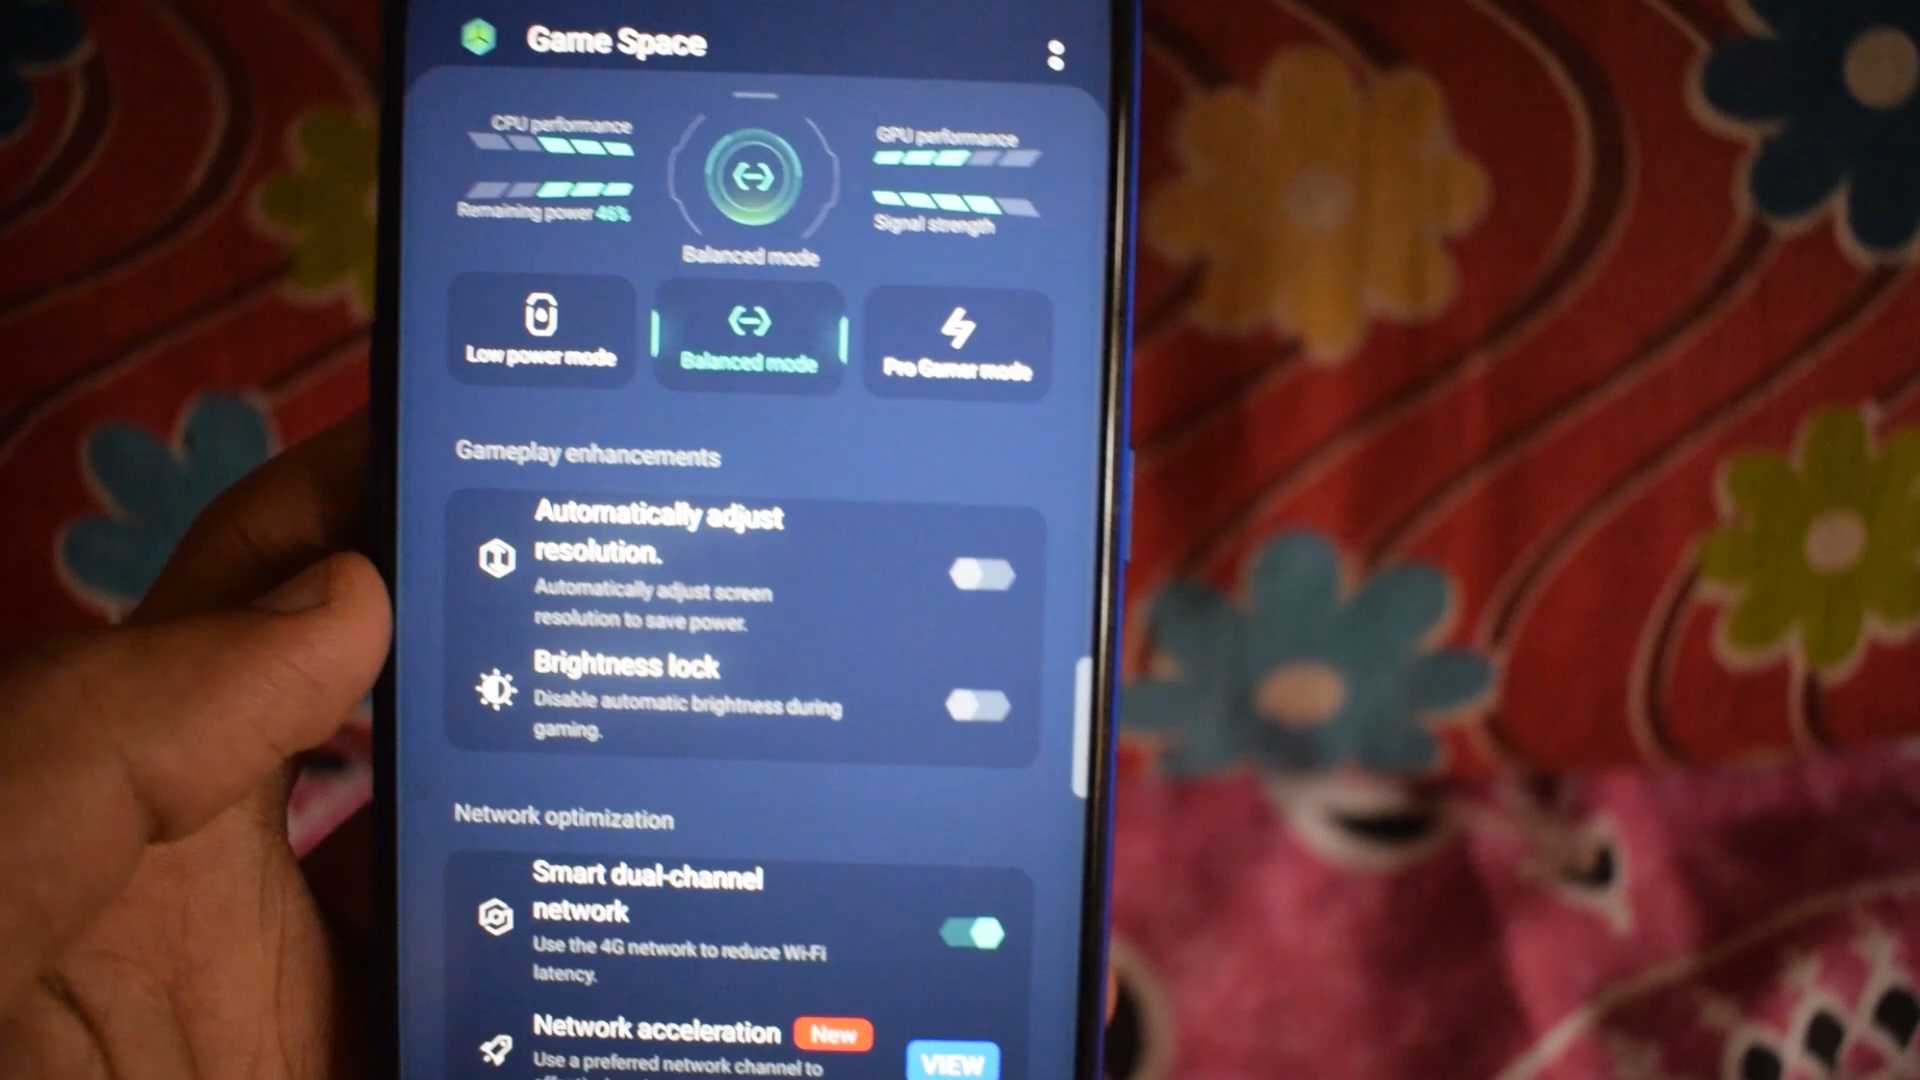 Game Space
CPU performance
GPU performance
Remaining power 46%
Signal strength
Balanced mode
Low power mode
Balanced mode
Pro Gamer mode
Gameplay enhancements
Automatically adjust
resolution.
Automatically adjust screen
resolution to save power.
Brightness lock
Disable automatic brightness during
gaming.
Network optimization
Smart dual-channel
network
Use the 4G network to reduce Wi-Fi
latency.
Network acceleration New
Use a preferred network channel to
VIEW